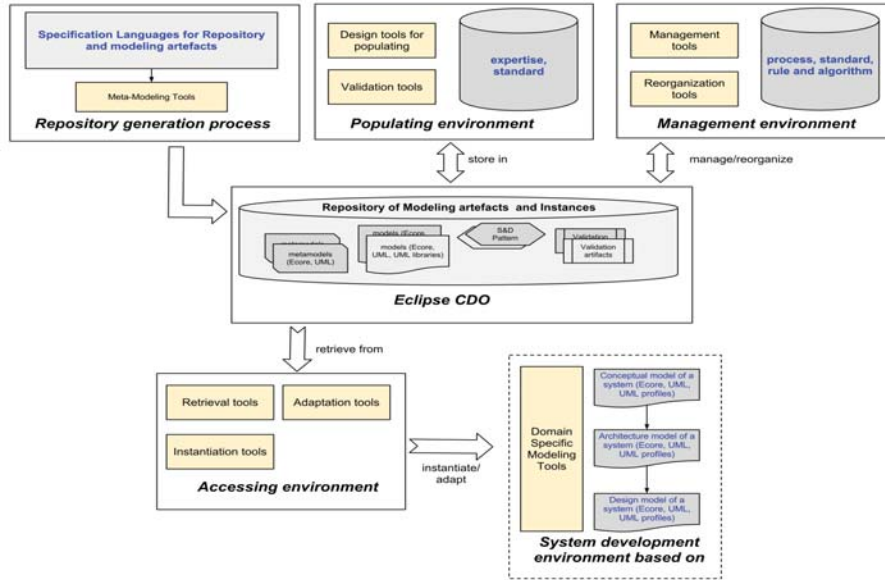 Specification Languages for Repository
and modeling artefacts
Meta-Modeling Tools
Repository generation process
Design tools for
populating
Validation tools
expertise,
standard
Populating environment
Management
tools
Reorganization
tools
process, standard,
rule and algorithm
Management environment
store in
manage/reorganize
Repository of Modeling artefacts and Instances
metamodels
metamodels
(Ecore, UML)
models (Ecore,
models (Ecore,
UML, UML libraries)
S&D
Pattern
Validation
Validation
artifacts
Eclipse CDO
retrieve from
Retrieval tools
Adaptation tools
Instantiation tools
Accessing environment
instantiate/
adapt
Domain
Specific
Modeling
Tools
Conceptual model of a
system (Ecore, UML,
UML profiles)
Architecture model of a
system (Ecore, UML,
UML profiles)
Design model of a
system (Ecore, UML,
UML profiles)
System development
environment based on